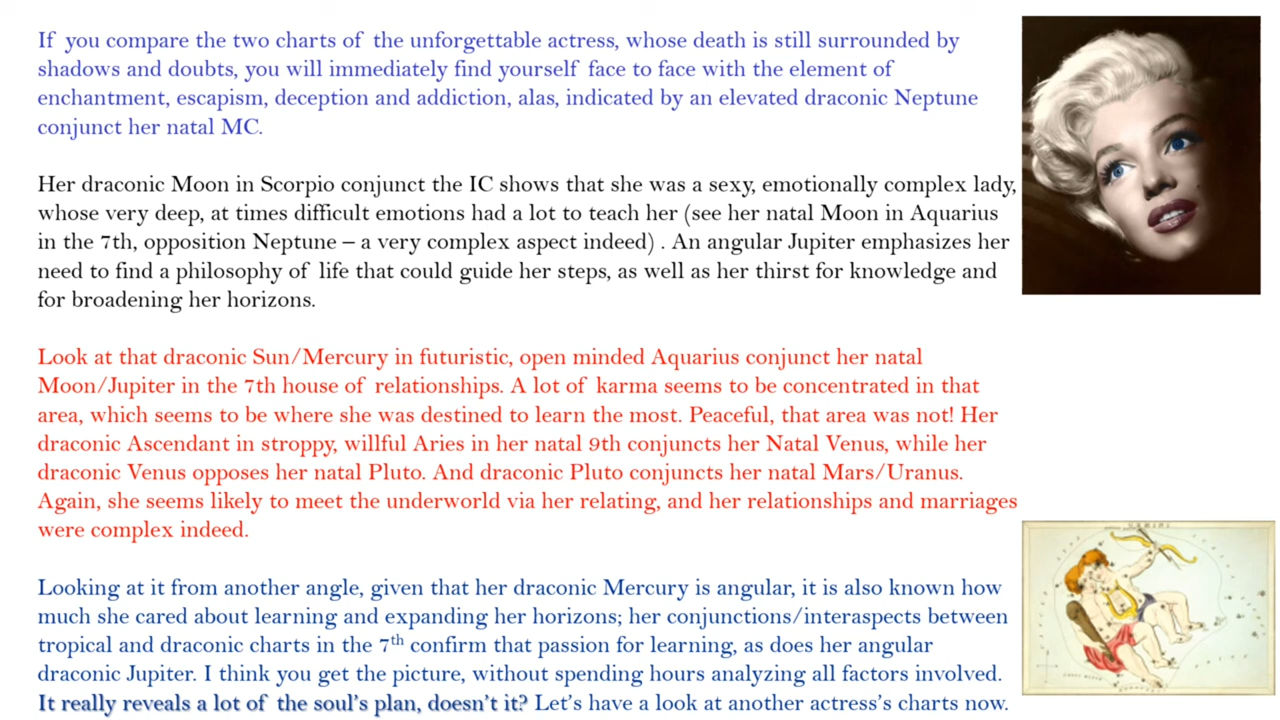 If you compare the two charts of the unforgettable actress, whose death is still surrounded by
shadows and doubts, you will immediately find yourself face to face with the element of
enchantment, escapism, deception and addiction, alas, indicated by an elevated draconic Neptune
conjunct her natal MC.
Her draconic Moon in Scorpio conjunct the IC shows that she was a sexy, emotionally complex lady,
whose very deep, at times difficult emotions had a lot to teach her (see her natal Moon in Aquarius
in the 7th, opposition Neptune – a very complex aspect indeed) . An angular Jupiter emphasizes her
need to find a philosophy of life that could guide her steps, as well as her thirst for knowledge and
for broadening her horizons.
Look at that draconic Sun/Mercury in futuristic, open minded Aquarius conjunct her natal
Moon/Jupiter in the 7th house of relationships. A lot of karma seems to be concentrated in that
area, which seems to be where she was destined to learn the most. Peaceful, that area was not! Her
draconic Ascendant in stroppy, willful Aries in her natal 9th conjuncts her Natal Venus, while her
draconic Venus opposes her natal Pluto. And draconic Pluto conjuncts her natal Mars/Uranus.
Again, she seems likely to meet the underworld via her relating, and her relationships and marriages
were complex indeed.
GEMINI
Looking at it from another angle, given that her draconic Mercury is angular, it is also known how
much she cared about learning and expanding her horizons; her conjunctions/interaspects between
tropical and draconic charts in the 7th confirm that passion for learning, as does her angular
draconic Jupiter. I think you get the picture, without spending hours analyzing all factors involved.
It really reveals a lot of the soul's plan, doesn't it? Let's have a look at another actress's charts now.